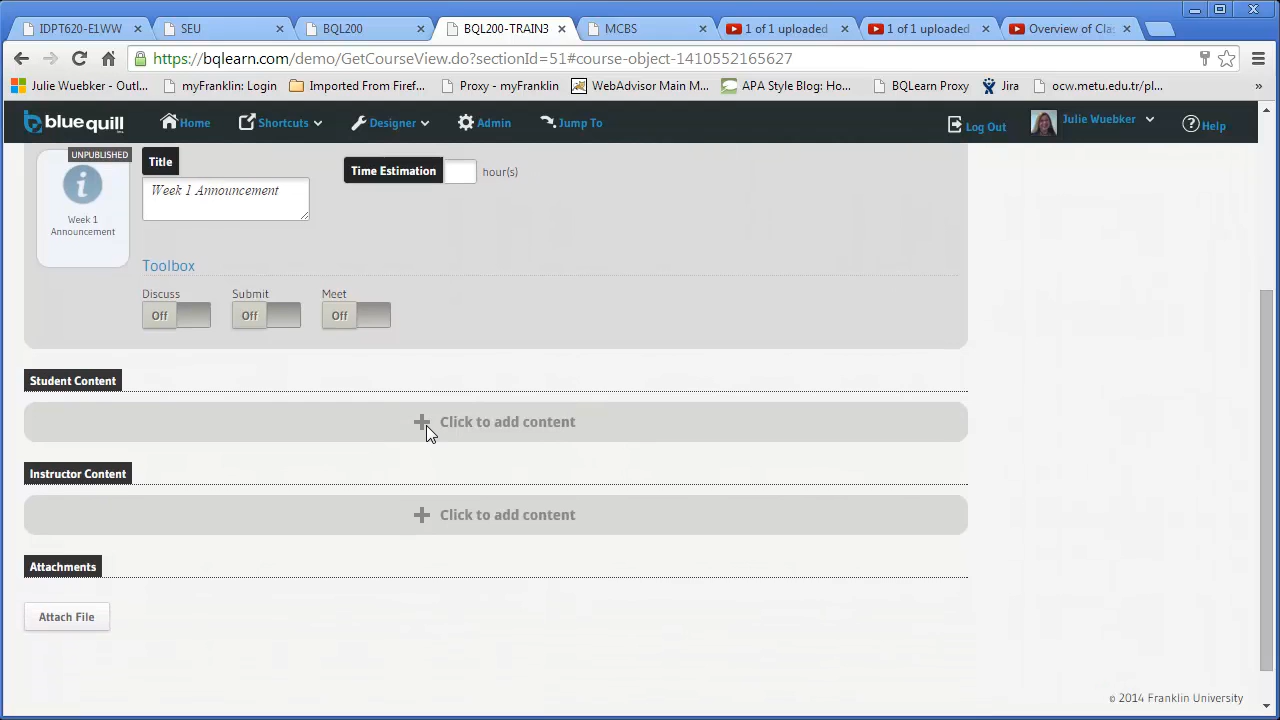 IDPT620-E1WW
SEU
BQL200
BQL200-TRAIN3
MCBS
1 of 1 uploaded
1 of 1 uploaded
Overview of Cla
https://bqlearn.com/demo/GetCourseView.do?sectionId=51#course-object-1410552165627
Julie Wuebker - Outl...
myFranklin: Login
Imported From Firef...
Proxy - myFranklin
WebAdvisor Main M...
APA Style Blog: Ho...
BQLearn Proxy
Jira
ocw.metu.edu.tr/pl...
»
blue quill
Home
Shortcuts
Designer
Admin
Jump To
Log Out
Julie Wuebker
Help
UNPUBLISHED
Week 1
Announcement
Title
Week 1 Announcement
Time Estimation
hour(s)
Toolbox
Discuss
Submit
Meet
Off
Off
Off
Student Content
Click to add content
Instructor Content
Click to add content
Attachments
Attach File
© 2014 Franklin University